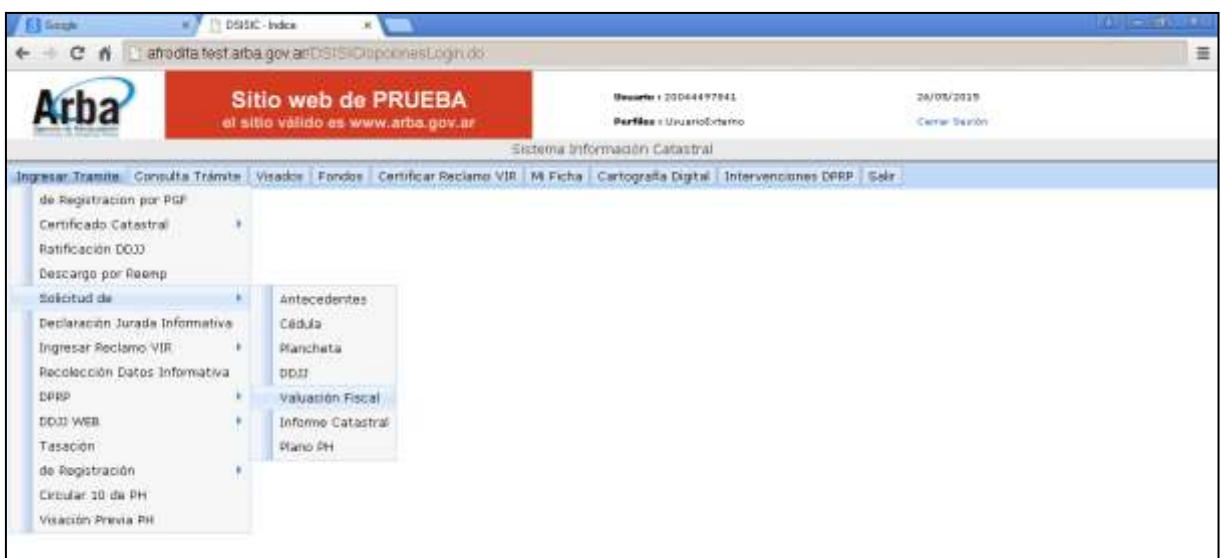 Google
DSISIC - Indice
afrodita.test.arba.gov.ar/DSISIC/opcionesLogin.do
Arba
Sitio web de PRUEBA
el sitio válido es www.arba.gov.ar
Usuario : 20044497841
Perfiles : UsuarioExterno
26/05/2015
Cerrar Sesión
Sistema Información Catastral
Ingresar Tramite Consulta Trámite Visados Fondos Certificar Reclamo VIR Mi Ficha Cartografía Digital Intervenciones DPRP Salir
de Registracion por PGF
Certificado Catastral
Ratificación DDJJ
Descargo por Reemp
Solicitud de
Declaración Jurada Informativa
Ingresar Reclamo VIR
Recolección Datos Informativa
DPRP
DDJJ WEB
Tasación
de Registración
Circular 10 de PH
Visación Previa PH
Antecedentes
Cédula
Plancheta
DDJJ
Valuación Fiscal
Informe Catastral
Plano PH